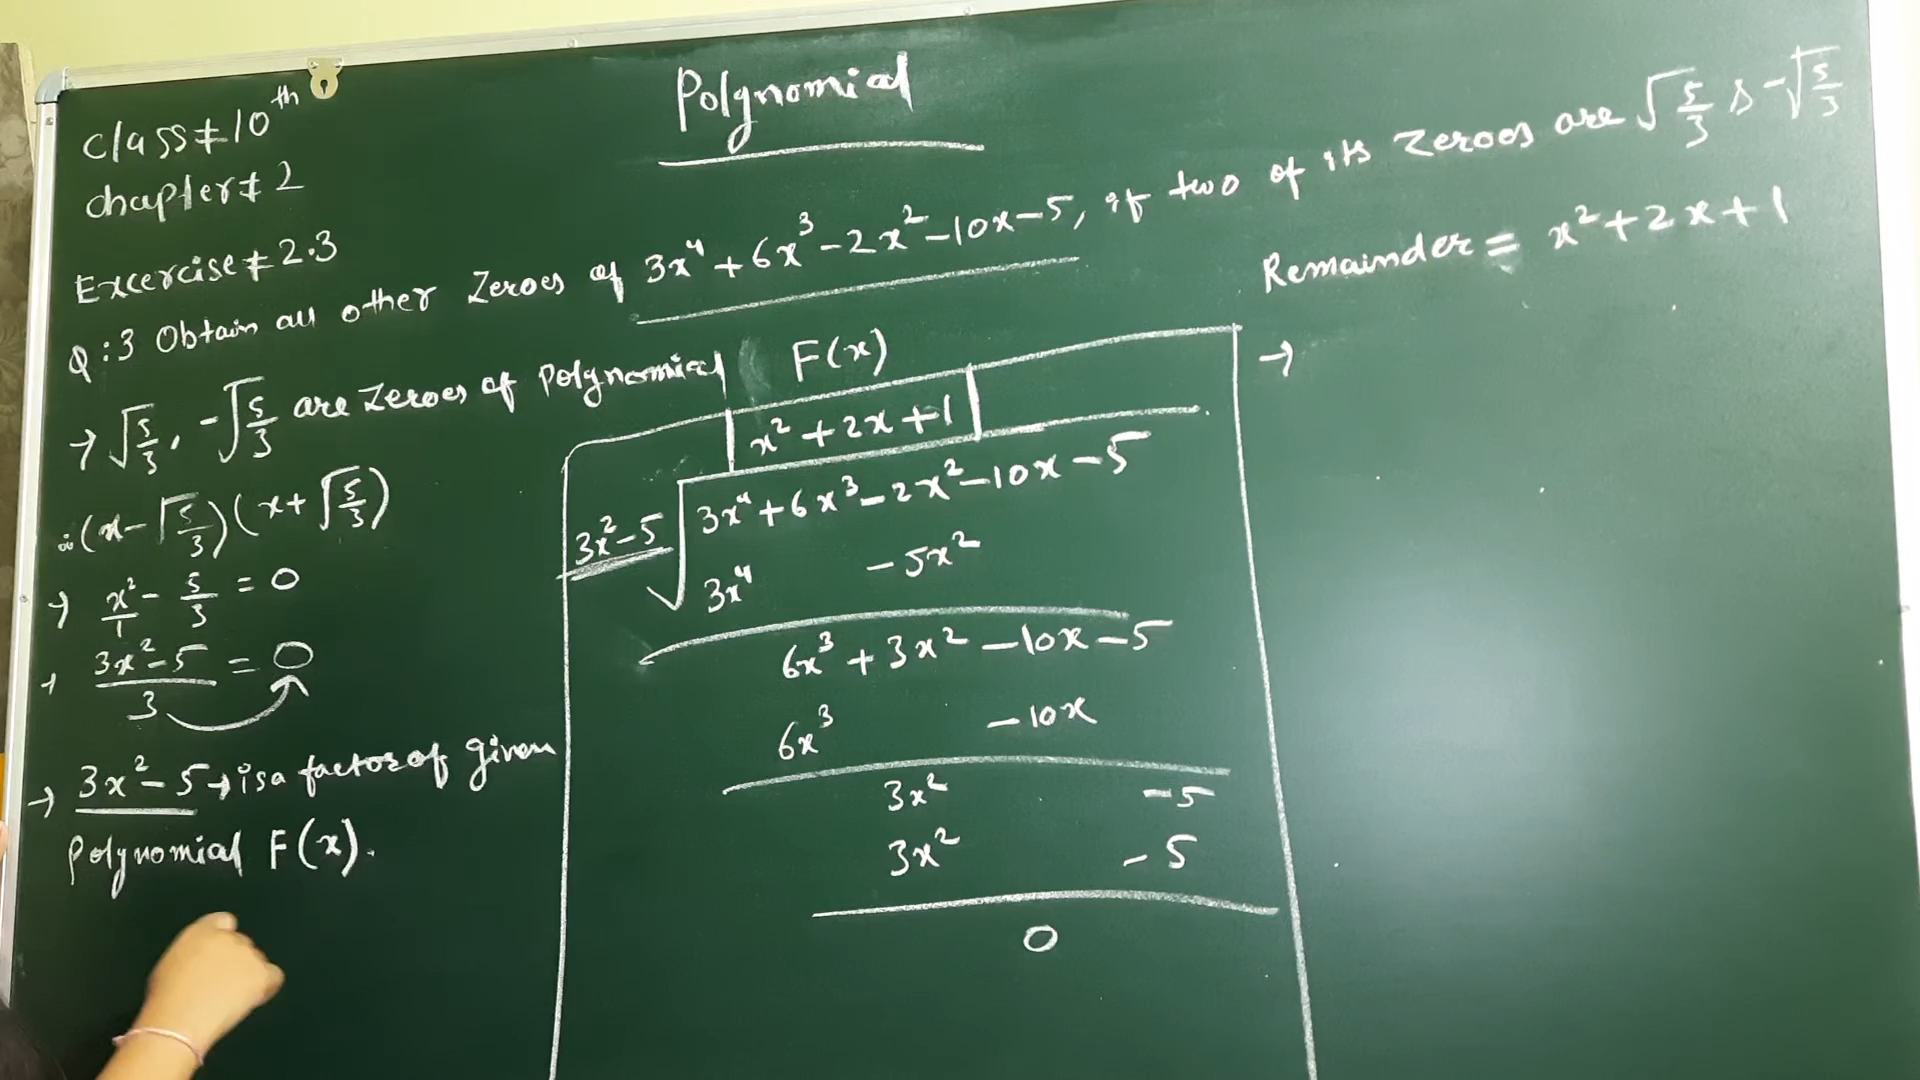 Polynomial
Class ≠ 10th
Chapter ≠ 2
Excercise ≠ 2.3
Q:3 Obtain all other Zeroes of 3x⁴ + 6x³ - 2x² - 10x - 5, if two of its Zeroes are √5/3 & -√5/3
→ √5/3, -√5/3 are Zeroes of Polynomial F(x)
∴ (x - √5/3)(x + √5/3)
→ x²/1 - 5/3 = 0
→ 3x² - 5/3 = 0
→ 3x² - 5 → is a factor of given
Polynomial F(x).
x² + 2x + 1
3x² - 5 √3x⁴ + 6x³ - 2x² - 10x - 5
3x⁴ - 5x²
6x³ + 3x² - 10x - 5
6x³ - 10x
3x² - 5
3x² - 5
0
Remainder = x² + 2x + 1
→